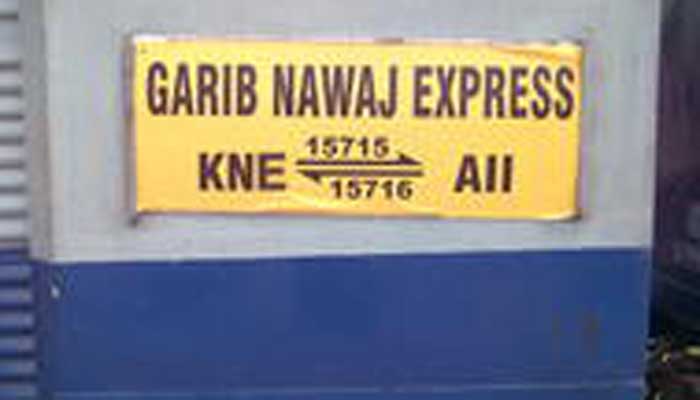 GARIB NAWAJ EXPRESS
15715
KNE AII
15716